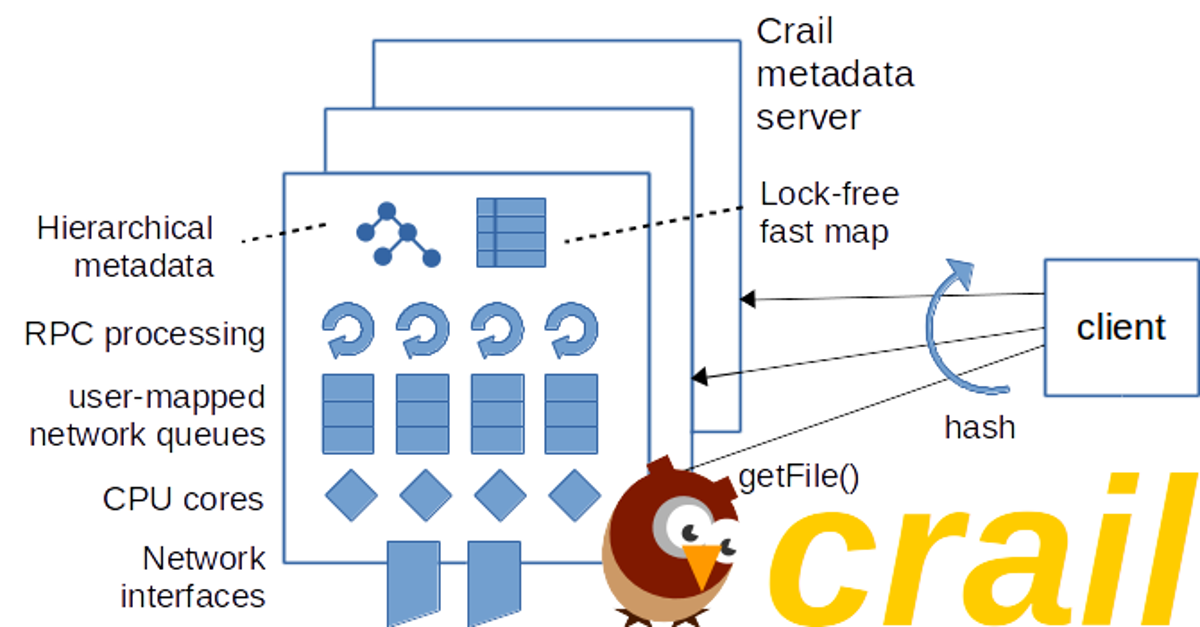 Crail
metadata
server
Hierarchical
metadata
Lock-free
fast map
RPC processing
client
user-mapped
network queues
hash
CPU cores
getFile()
Network
interfaces
crail